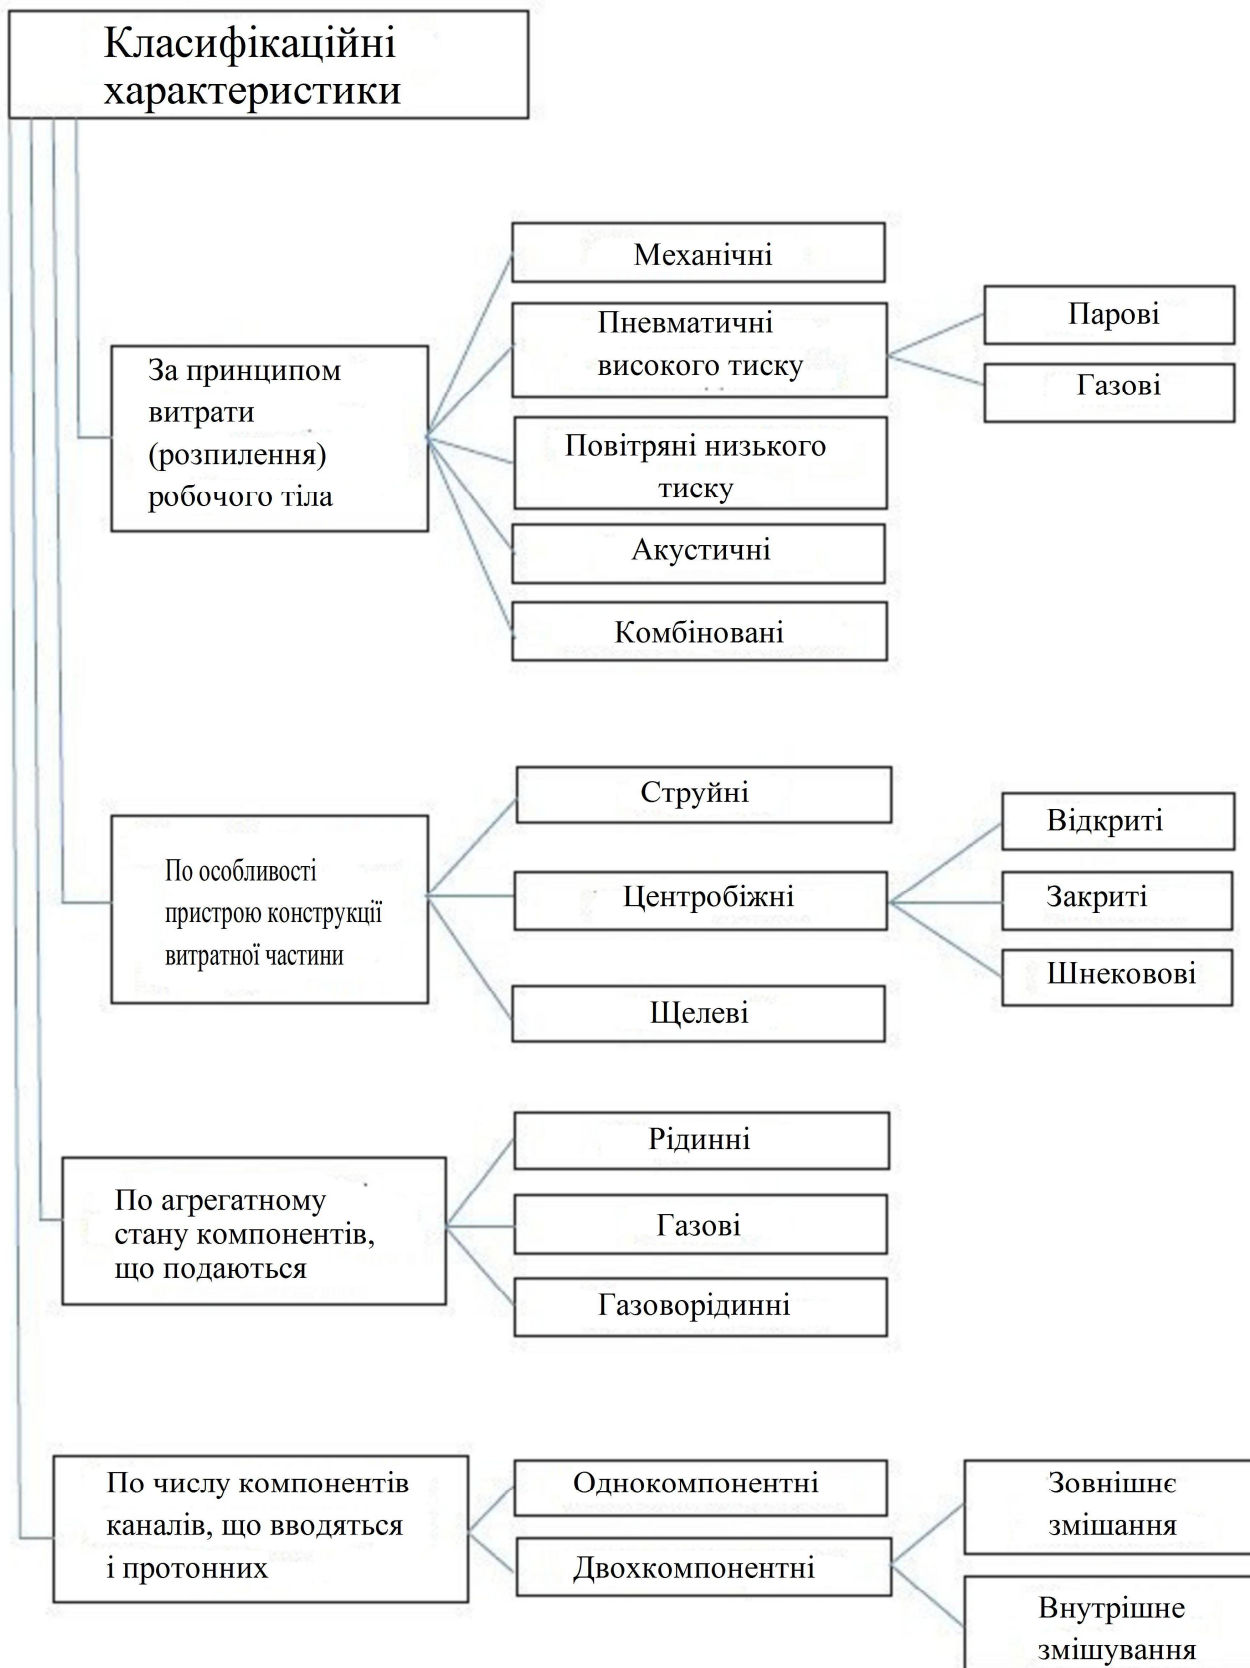 Класифікаційні
характеристики
За принципом
витрати
(розпилення)
робочого тіла
Механічні
Пневматичні
високого тиску
Парові
Газові
Повітряні низького
тиску
Акустичні
Комбіновані
По особливості
пристрою конструкції
витратної частини
Струйні
Центробіжні
Відкриті
Закриті
Шнековові
Щелеві
По агрегатному
стану компонентів,
що подаються
Рідинні
Газові
Газоворідинні
По числу компонентів
каналів, що вводяться
і протонних
Однокомпонентні
Двохкомпонентні
Зовнішнє
змішання
Внутрішне
змішування